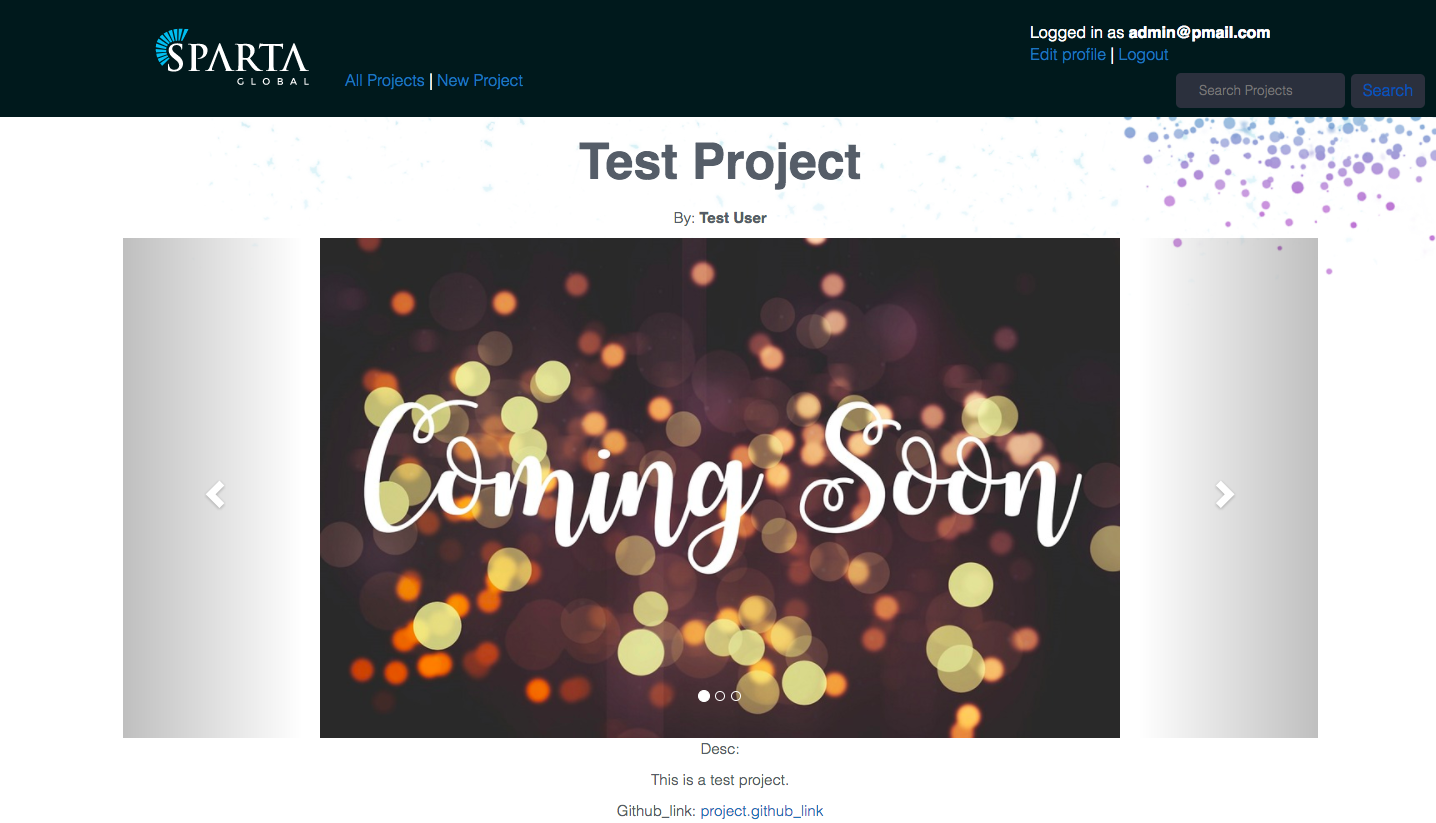 SPARTA
GLOBAL
All Projects | New Project
Logged in as admin@pmail.com
Edit profile | Logout
Search Projects
Search
Test Project
By: Test User
Coming Soon
Desc:
This is a test project.
Github_link: project.github_link